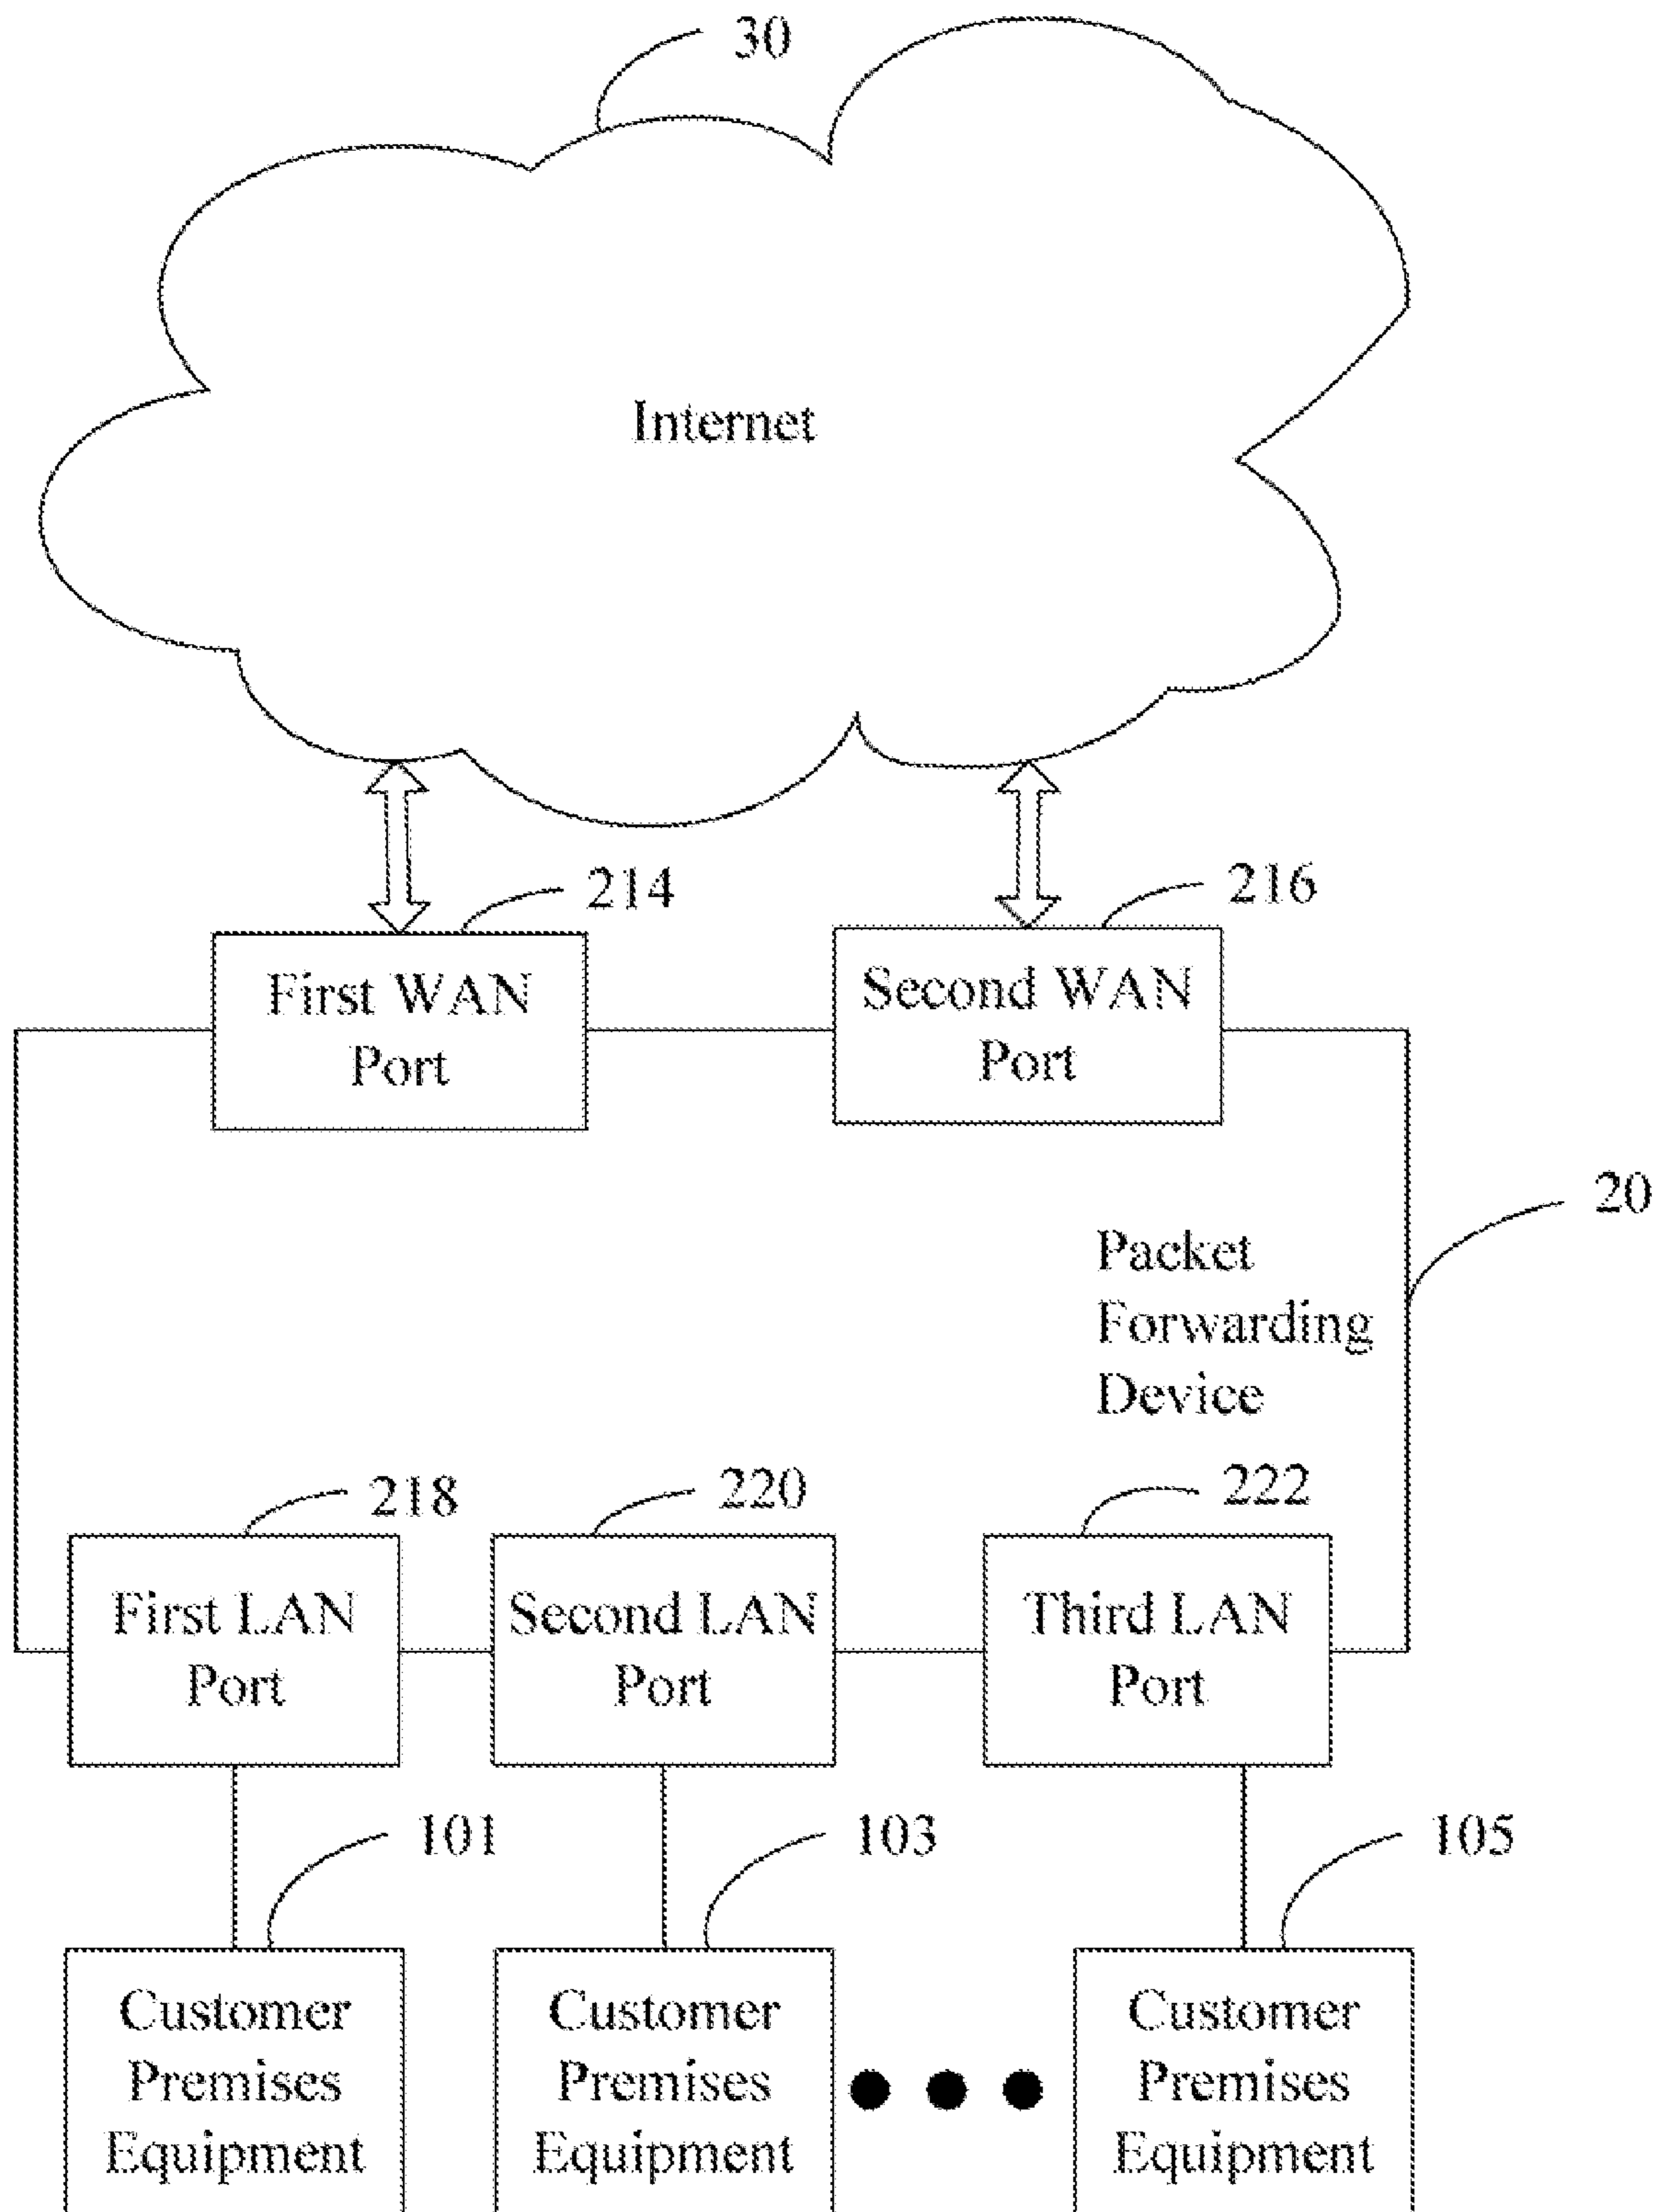 30
Internet
214
216
First WAN
Port
Second WAN
Port
20
Packet
Forwarding
Device
218
220
222
First LAN
Port
Second LAN
Port
Third LAN
Port
101
103
105
Customer
Premises
Equipment
Customer
Premises
Equipment
Customer
Premises
Equipment